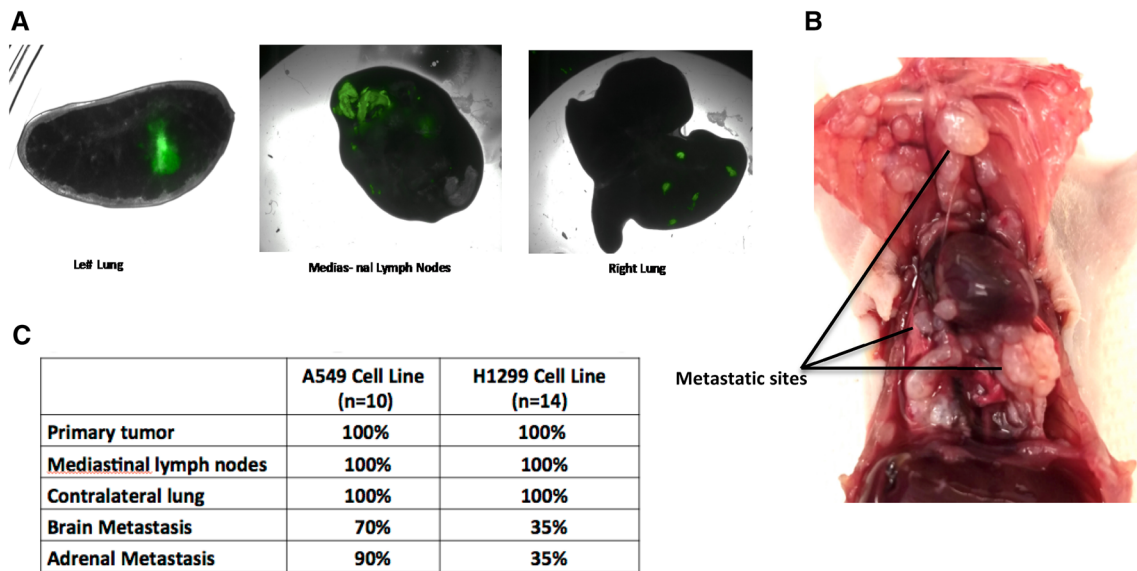 A
B
Le# Lung
Medias- nal Lymph Nodes
Right Lung
Metastatic sites
C
A549 Cell Line H1299 Cell Line
(n=10) (n=14)
Primary tumor 100% 100%
Mediastinal lymph nodes 100% 100%
Contralateral lung 100% 100%
Brain Metastasis 70% 35%
Adrenal Metastasis 90% 35%